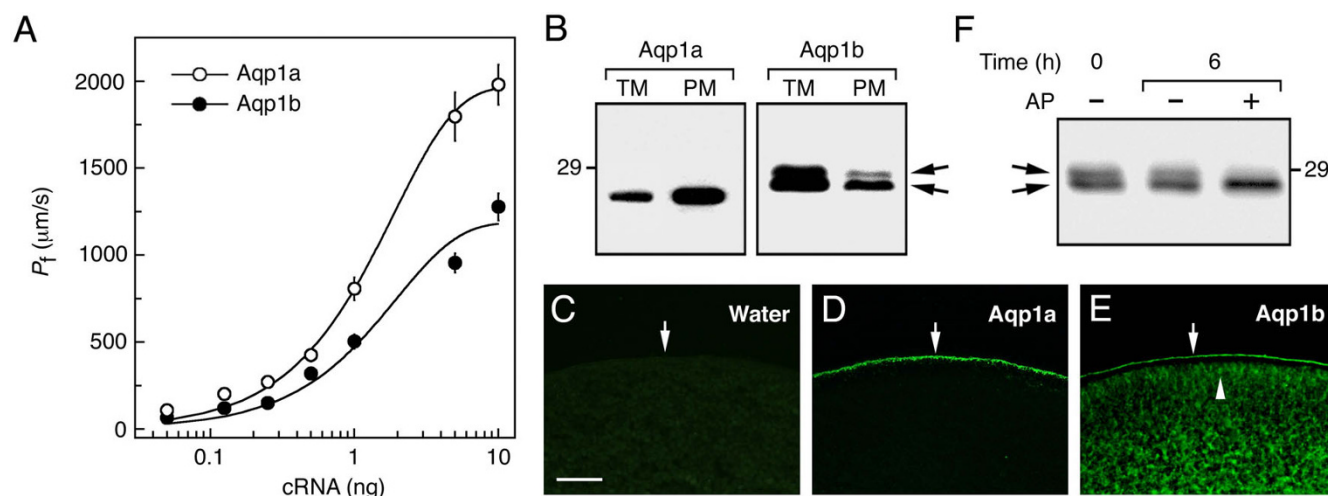 A
2000
1500
1000
500
0
Pf (μm/s)
Aqp1a
Aqp1b
0.1 1 10
cRNA (ng)
B
Aqp1a Aqp1b
TM PM TM PM
29
F
Time (h) 0 6
AP – – +
29
C Water
D Aqp1a
E Aqp1b